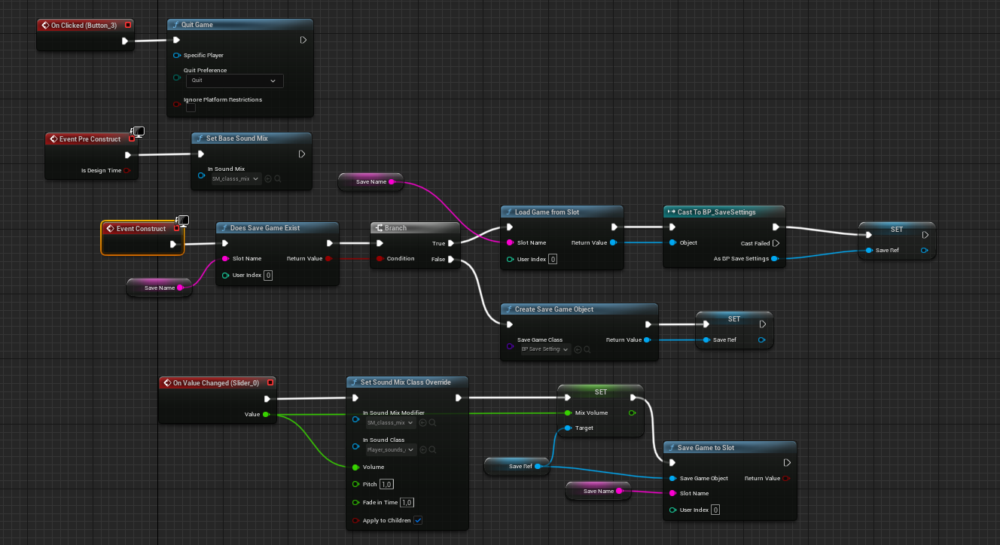 On Clicked (Button_3)
Quit Game
Specific Player
Quit Preference
Quit
Ignore Platform Restrictions
Event Pre Construct
Is Design Time
Set Base Sound Mix
In Sound Mix
SM_classs_mix
Save Name
Event Construct
Does Save Game Exist
Slot Name
Return Value
User Index 0
Save Name
Branch
True
Condition
False
Load Game from Slot
Slot Name
Return Value
User Index 0
Cast To BP_SaveSettings
Object
Cast Failed
As BP Save Settings
SET
Save Ref
Create Save Game Object
Save Game Class
Return Value
BP Save Setting
SET
Save Ref
On Value Changed (Slider_0)
Value
Set Sound Mix Class Override
In Sound Mix Modifier
SM_classs_mix
In Sound Class
Player_sounds_
Volume
Pitch 1,0
Fade in Time 1,0
Apply to Children
SET
Mix Volume
Target
Save Ref
Save Name
Save Game to Slot
Save Game Object
Return Value
Slot Name
User Index 0